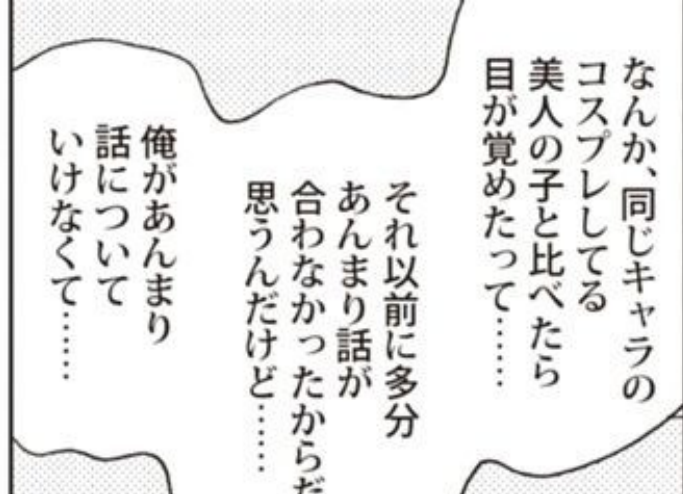 なんか、同じキャラの
コスプレしてる
美人の子と比べたら
目が覚めたって……
それ以前に多分
あんまり話が
合わなかったからだ
思うんだけど……
俺があんまり
話について
いけなくて……